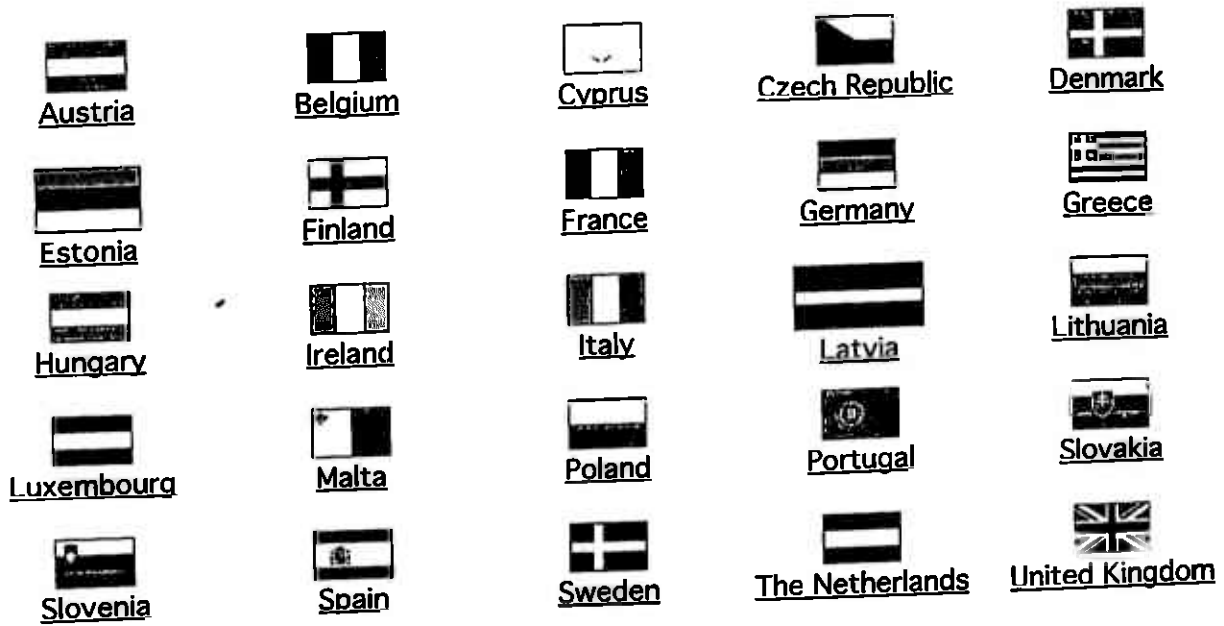 Austria Belgium Cyprus Czech Republic Denmark
Estonia Finland France Germany Greece
Hungary Ireland Italy Latvia Lithuania
Luxembourg Malta Poland Portugal Slovakia
Slovenia Spain Sweden The Netherlands United Kingdom